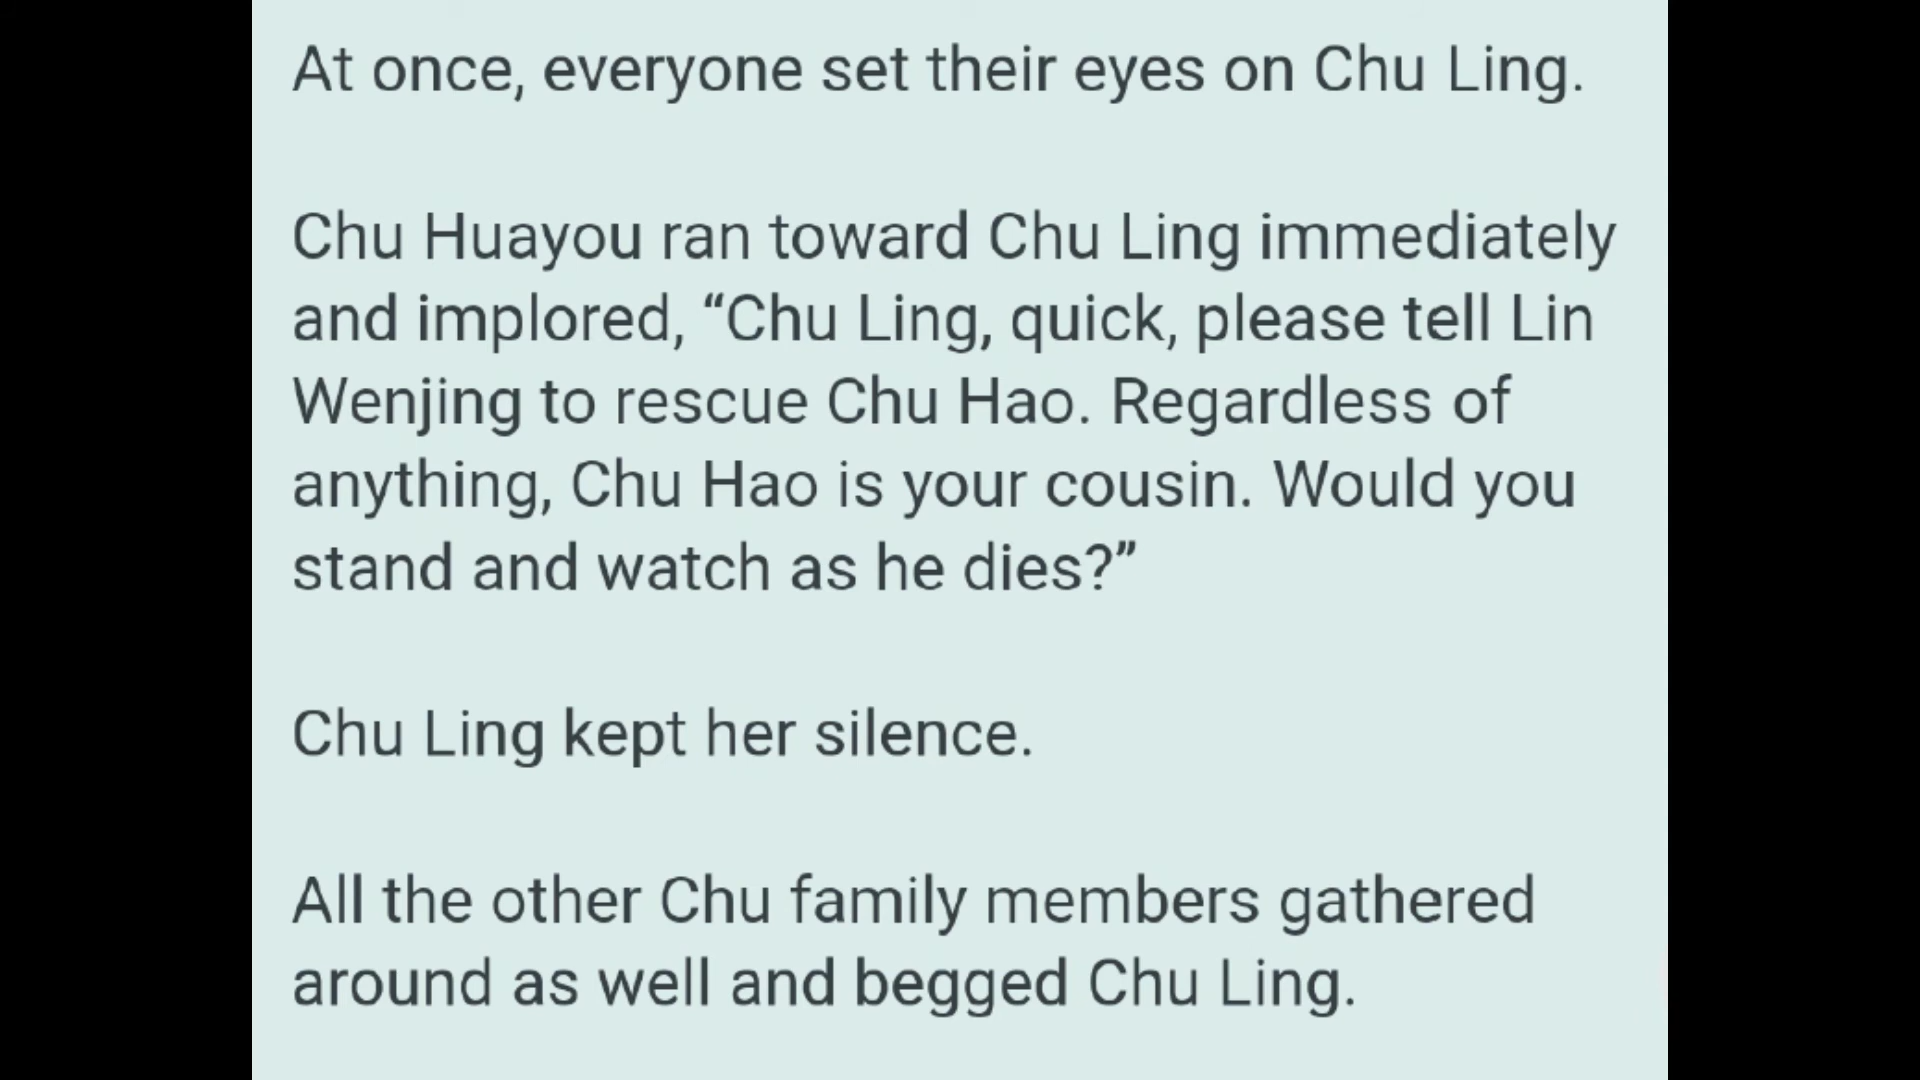 At once, everyone set their eyes on Chu Ling.
Chu Huayou ran toward Chu Ling immediately
and implored, “Chu Ling, quick, please tell Lin
Wenjing to rescue Chu Hao. Regardless of
anything, Chu Hao is your cousin. Would you
stand and watch as he dies?”
Chu Ling kept her silence.
All the other Chu family members gathered
around as well and begged Chu Ling.